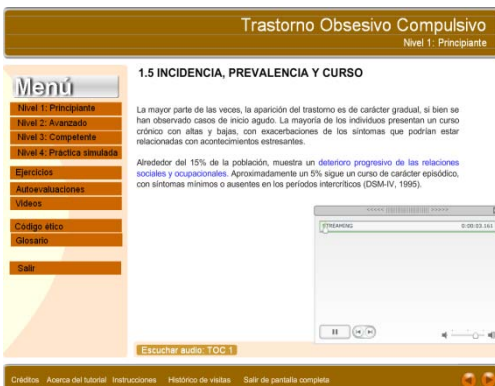 Trastorno Obsesivo Compulsivo
Nivel 1: Principiante
Menú
Nivel 1: Principiante
Nivel 2: Avanzado
Nivel 3: Competente
Nivel 4: Práctica simulada
Ejercicios
Autoevaluaciones
Videos
Código ético
Glosario
Salir
1.5 INCIDENCIA, PREVALENCIA Y CURSO
La mayor parte de las veces, la aparición del trastorno es de carácter gradual, si bien se
han observado casos de inicio agudo. La mayoría de los individuos presentan un curso
crónico con altas y bajas, con exacerbaciones de los síntomas que podrían estar
relacionadas con acontecimientos estresantes.
Alrededor del 15% de la población, muestra un deterioro progresivo de las relaciones
sociales y ocupacionales. Aproximadamente un 5% sigue un curso de carácter episódico,
con síntomas mínimos o ausentes en los períodos intercríticos (DSM-IV, 1995).
STREAMING 0:00:03.161
Escuchar audio: TOC 1
Créditos Acerca del tutorial Instrucciones Histórico de visitas Salir de pantalla completa